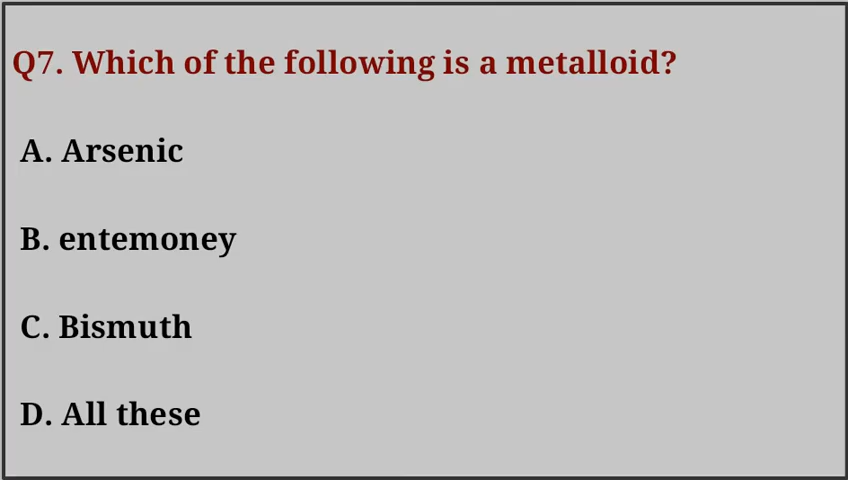 Q7. Which of the following is a metalloid?
A. Arsenic
B. entemoney
C. Bismuth
D. All these